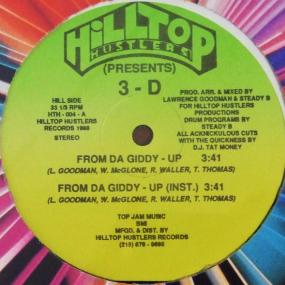 HILLTOP
HUSTLERS
(PRESENTS)
3 - D
HILL SIDE
33 1/3 RPM
HTH - 004 - A
HILLTOP HUSTLERS
RECORDS 1988
STEREO
PROD. ARR. & MIXED BY
LAWRENCE GOODMAN & STEADY B
FOR HILLTOP HUSTLERS
PRODUCTIONS
DRUM PROGRAMS BY
STEADY B
ALL ACKNICKULOUS CUTS
WITH THE QUICKENESS BY
D.J. TAT MONEY
FROM DA GIDDY - UP 3:41
(L. GOODMAN, W. McGLONE, R. WALLER, T. THOMAS)
FROM DA GIDDY - UP (INST.) 3:41
(L. GOODMAN, W. McGLONE, R. WALLER, T. THOMAS)
TOP JAM MUSIC
BMI
MFGD. & DIST. BY
HILLTOP HUSTLERS RECORDS